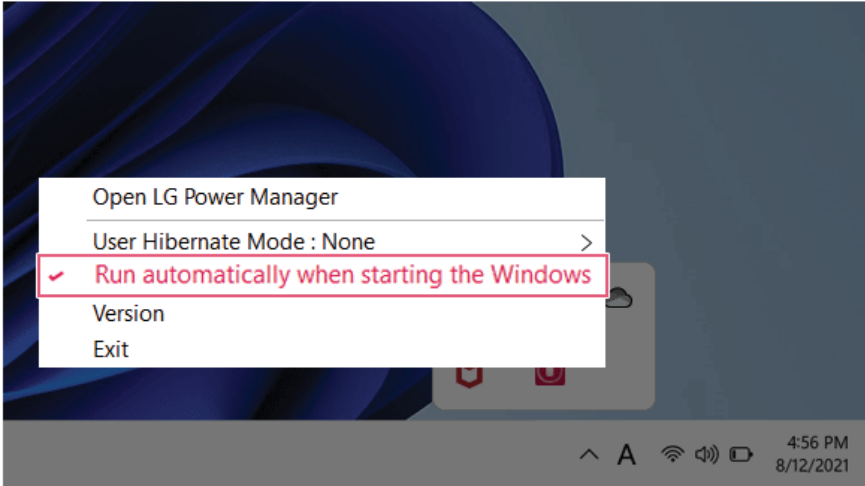 Open LG Power Manager
User Hibernate Mode : None
Run automatically when starting the Windows
Version
Exit
A
4:56 PM
8/12/2021